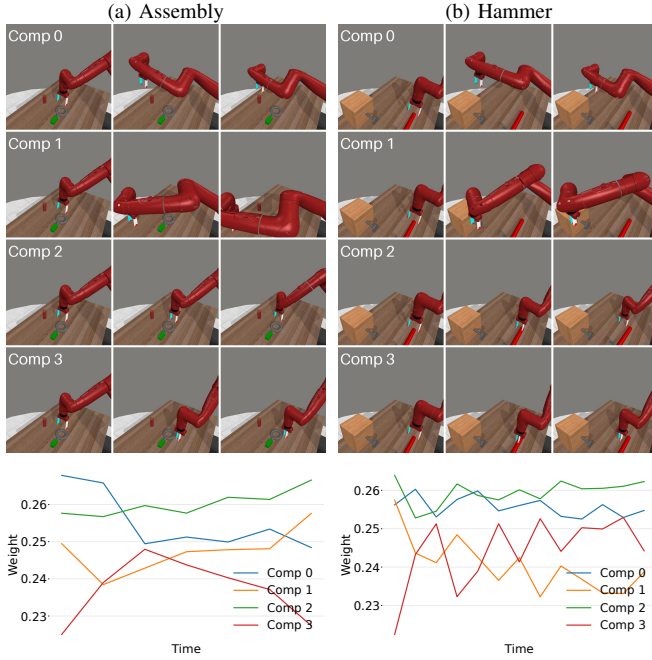 (a) Assembly
(b) Hammer
Comp 0
Comp 0
Comp 1
Comp 1
Comp 2
Comp 2
Comp 3
Comp 3
0.26
0.25
0.24
0.23
Weight
Comp 0
Comp 1
Comp 2
Comp 3
Time
0.26
0.25
0.24
0.23
Weight
Comp 0
Comp 1
Comp 2
Comp 3
Time